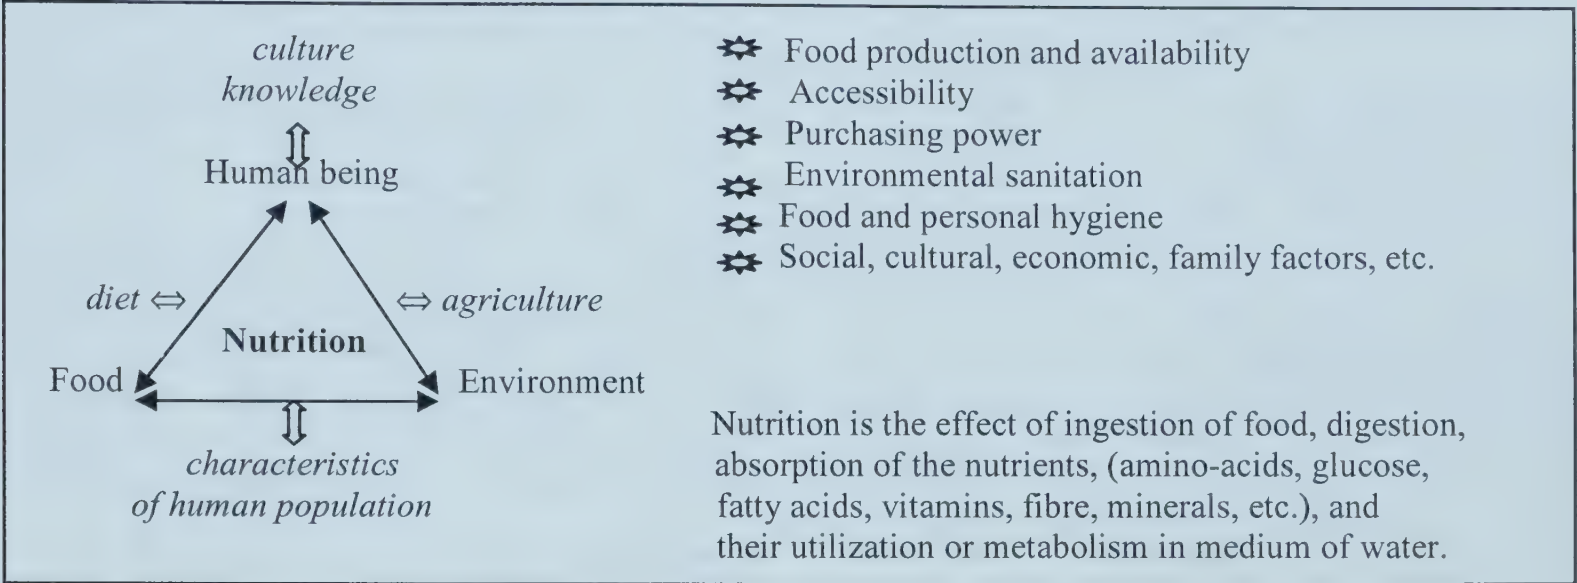 culture
knowledge
Human being
diet ⇔
⇔ agriculture
Nutrition
Food
Environment
characteristics
of human population
Food production and availability
Accessibility
Purchasing power
Environmental sanitation
Food and personal hygiene
Social, cultural, economic, family factors, etc.
Nutrition is the effect of ingestion of food, digestion,
absorption of the nutrients, (amino-acids, glucose,
fatty acids, vitamins, fibre, minerals, etc.), and
their utilization or metabolism in medium of water.